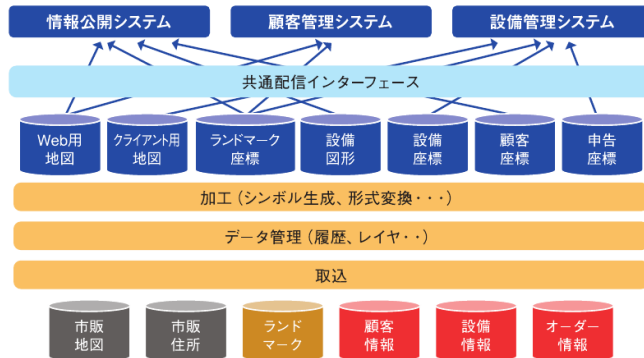 情報公開システム
顧客管理システム
設備管理システム
共通配信インターフェース
Web用
地図
クライアント用
地図
ランドマーク
座標
設備
図形
設備
座標
顧客
座標
申告
座標
加工（シンボル生成、形式変換・・・）
データ管理（履歴、レイヤ・・）
取込
市販
地図
市販
住所
ランド
マーク
顧客
情報
設備
情報
オーダー
情報